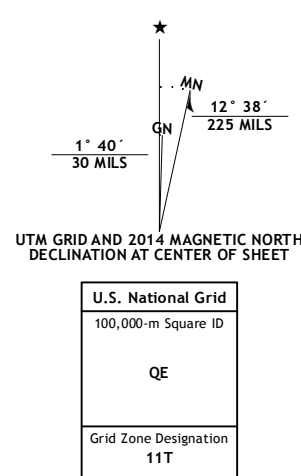 ★
MN
GN
12° 38´
225 MILS
1° 40´
30 MILS
UTM GRID AND 2014 MAGNETIC NORTH
DECLINATION AT CENTER OF SHEET
U.S. National Grid
100,000-m Square ID
QE
Grid Zone Designation
11T